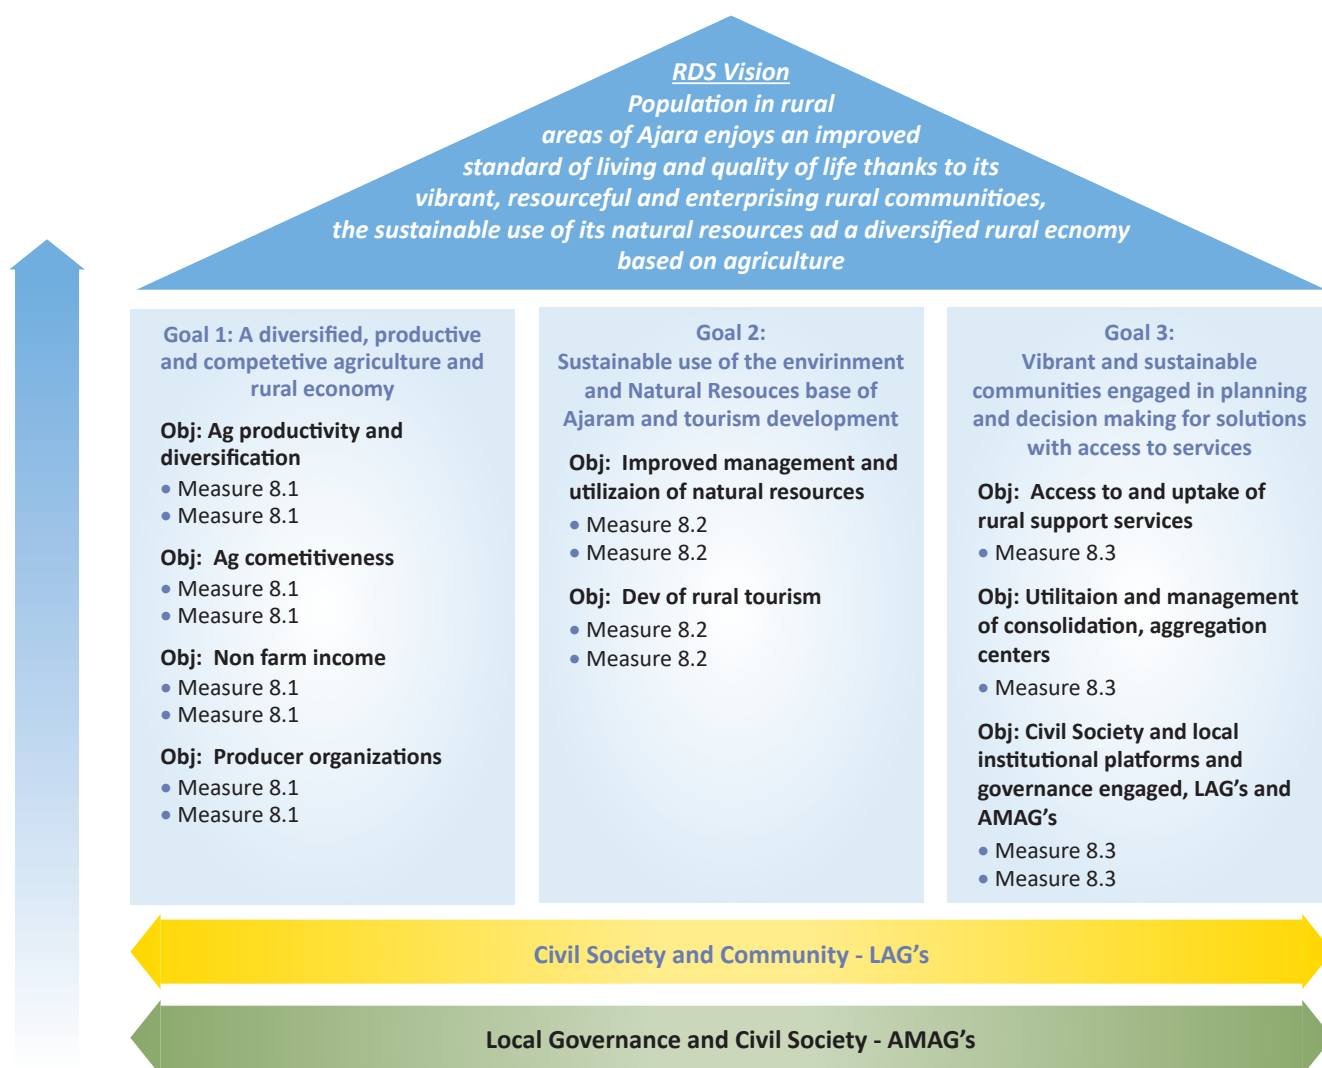 RDS Vision
Population in rural
areas of Ajara enjoys an improved
standard of living and quality of life thanks to its
vibrant, resourceful and enterprising rural communitioes,
the sustainable use of its natural resources ad a diversified rural ecnomy
based on agriculture
Goal 1: A diversified, productive
and competetive agriculture and
rural economy
Obj: Ag productivity and
diversification
• Measure 8.1
• Measure 8.1
Obj: Ag cometitiveness
• Measure 8.1
• Measure 8.1
Obj: Non farm income
• Measure 8.1
• Measure 8.1
Obj: Producer organizations
• Measure 8.1
• Measure 8.1
Goal 2:
Sustainable use of the envirinment
and Natural Resouces base of
Ajaram and tourism development
Obj: Improved management and
utilizaion of natural resources
• Measure 8.2
• Measure 8.2
Obj: Dev of rural tourism
• Measure 8.2
• Measure 8.2
Goal 3:
Vibrant and sustainable
communities engaged in planning
and decision making for solutions
with access to services
Obj: Access to and uptake of
rural support services
• Measure 8.3
Obj: Utilitaion and management
of consolidation, aggregation
centers
• Measure 8.3
Obj: Civil Society and local
institutional platforms and
governance engaged, LAG’s and
AMAG’s
• Measure 8.3
• Measure 8.3
Civil Society and Community - LAG’s
Local Governance and Civil Society - AMAG’s